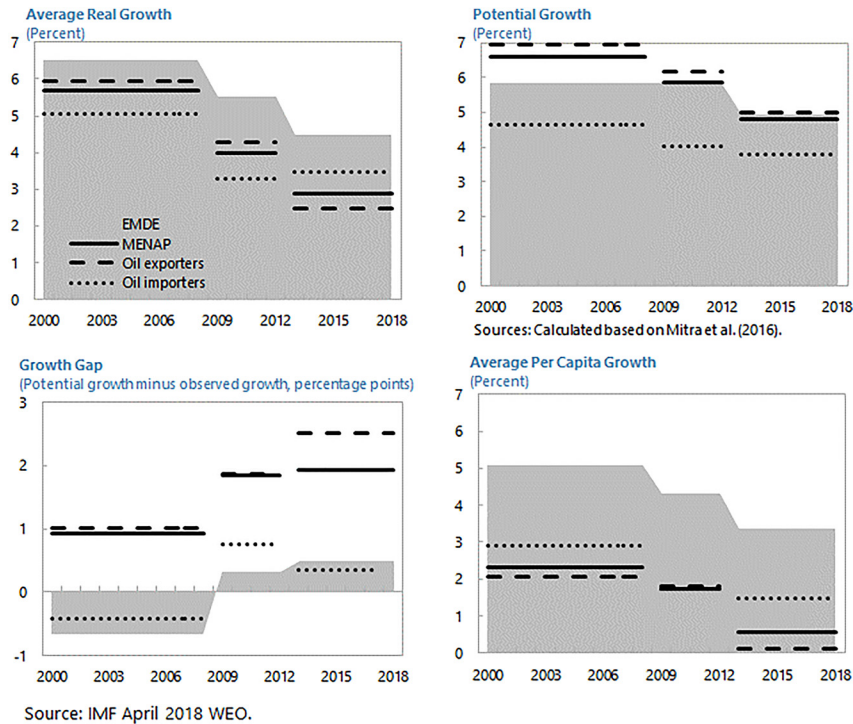 Average Real Growth
(Percent)
7
6
5
4
3
2
1
0
EMDE
MENAP
Oil exporters
Oil importers
2000 2003 2006 2009 2012 2015 2018
Potential Growth
(Percent)
7
6
5
4
3
2
1
0
2000 2003 2006 2009 2012 2015 2018
Sources: Calculated based on Mitra et al. (2016).
Growth Gap
(Potential growth minus observed growth, percentage points)
3
2
1
0
-1
2000 2003 2006 2009 2012 2015 2018
Average Per Capita Growth
(Percent)
7
6
5
4
3
2
1
0
2000 2003 2006 2009 2012 2015 2018
Source: IMF April 2018 WEO.